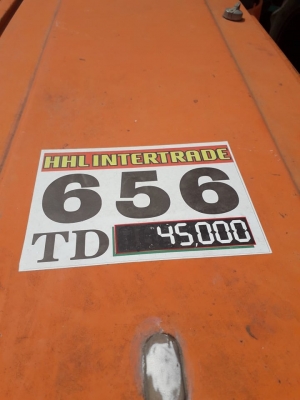 HHL INTERTRADE
656
TD 45,000